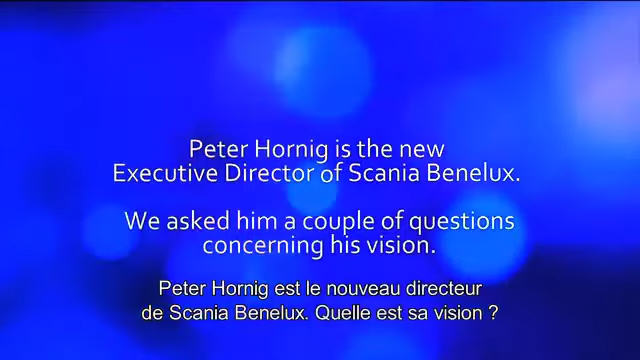 Peter Hornig is the new
Executive Director of Scania Benelux.
We asked him a couple of questions
concerning his vision.
Peter Hornig est le nouveau directeur
de Scania Benelux. Quelle est sa vision ?